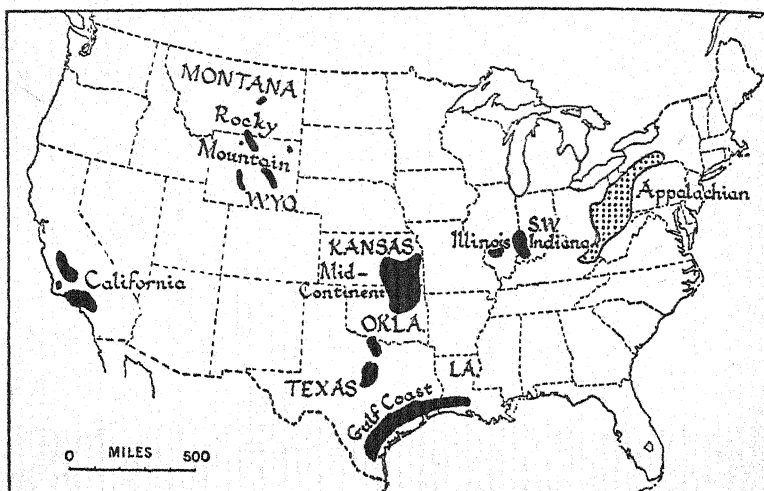 MONTANA
Rocky
Mountain
WYO
Appalachian
Illinois
S.W.
Indiana
KANSAS
Mid-
Continent
California
OKLA.
TEXAS
LA.
Gulf Coast
MILES
0 500